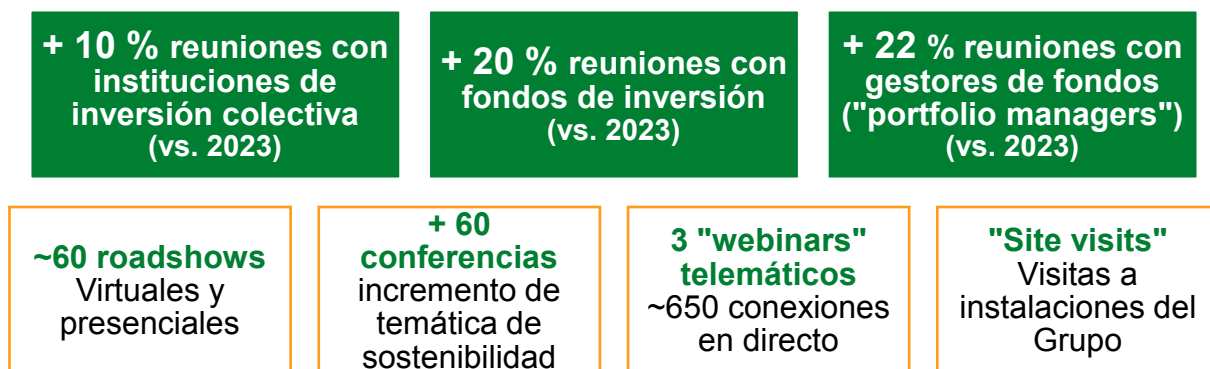 + 10 % reuniones con
instituciones de
inversión colectiva
(vs. 2023)
+ 20 % reuniones con
fondos de inversión
(vs. 2023)
+ 22 % reuniones con
gestores de fondos
("portfolio managers")
(vs. 2023)
~60 roadshows
Virtuales y
presenciales
+ 60
conferencias
incremento de
temática de
sostenibilidad
3 "webinars"
telemáticos
~650 conexiones
en directo
"Site visits"
Visitas a
instalaciones del
Grupo